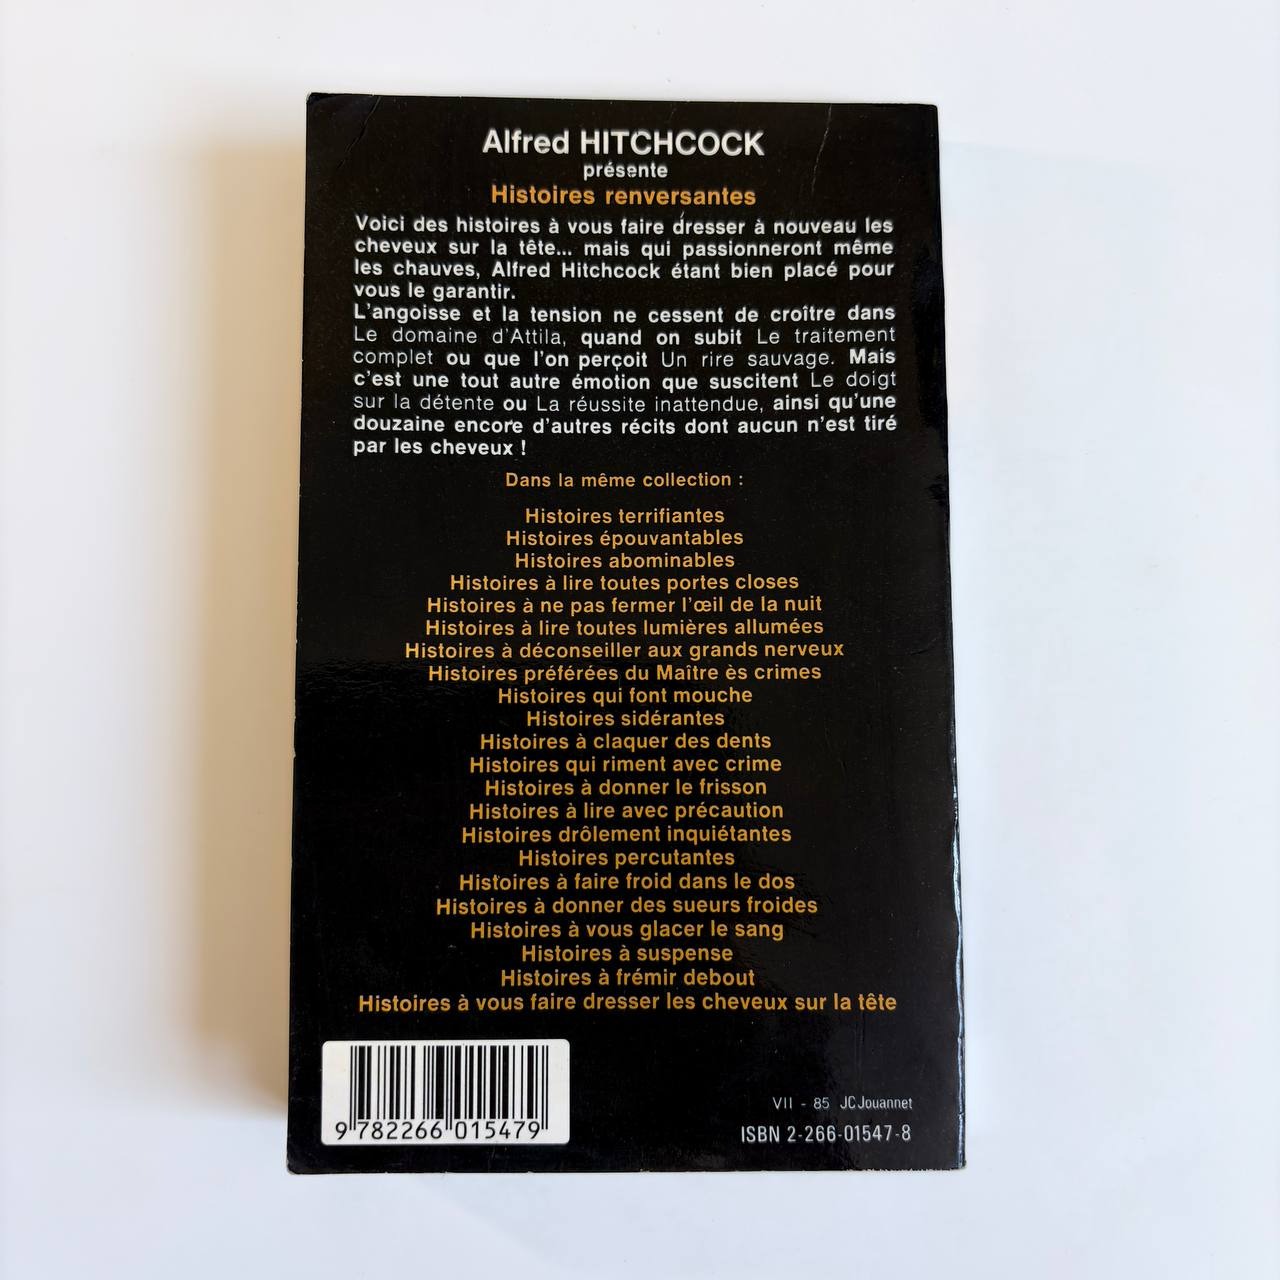 Alfred HITCHCOCK
présente
Histoires renversantes
Voici des histoires à vous faire dresser à nouveau les
cheveux sur la tête... mais qui passionneront même
les chauves, Alfred Hitchcock étant bien placé pour
vous le garantir.
L'angoisse et la tension ne cessent de croître dans
Le domaine d'Attila, quand on subit Le traitement
complet ou que l'on perçoit Un rire sauvage. Mais
c'est une tout autre émotion que suscitent Le doigt
sur la détente ou La réussite inattendue, ainsi qu'une
douzaine encore d'autres récits dont aucun n'est tiré
par les cheveux !
Dans la même collection :
Histoires terrifiantes
Histoires épouvantables
Histoires abominables
Histoires à lire toutes portes closes
Histoires à ne pas fermer l'œil de la nuit
Histoires à lire toutes lumières allumées
Histoires à déconseiller aux grands nerveux
Histoires préférées du Maître ès crimes
Histoires qui font mouche
Histoires sidérantes
Histoires à claquer des dents
Histoires qui riment avec crime
Histoires à donner le frisson
Histoires à lire avec précaution
Histoires drôlement inquiétantes
Histoires percutantes
Histoires à faire froid dans le dos
Histoires à donner des sueurs froides
Histoires à vous glacer le sang
Histoires à suspense
Histoires à frémir debout
Histoires à vous faire dresser les cheveux sur la tête
9 782266 015479
VII - 85 JCJouannet
ISBN 2-266-01547-8